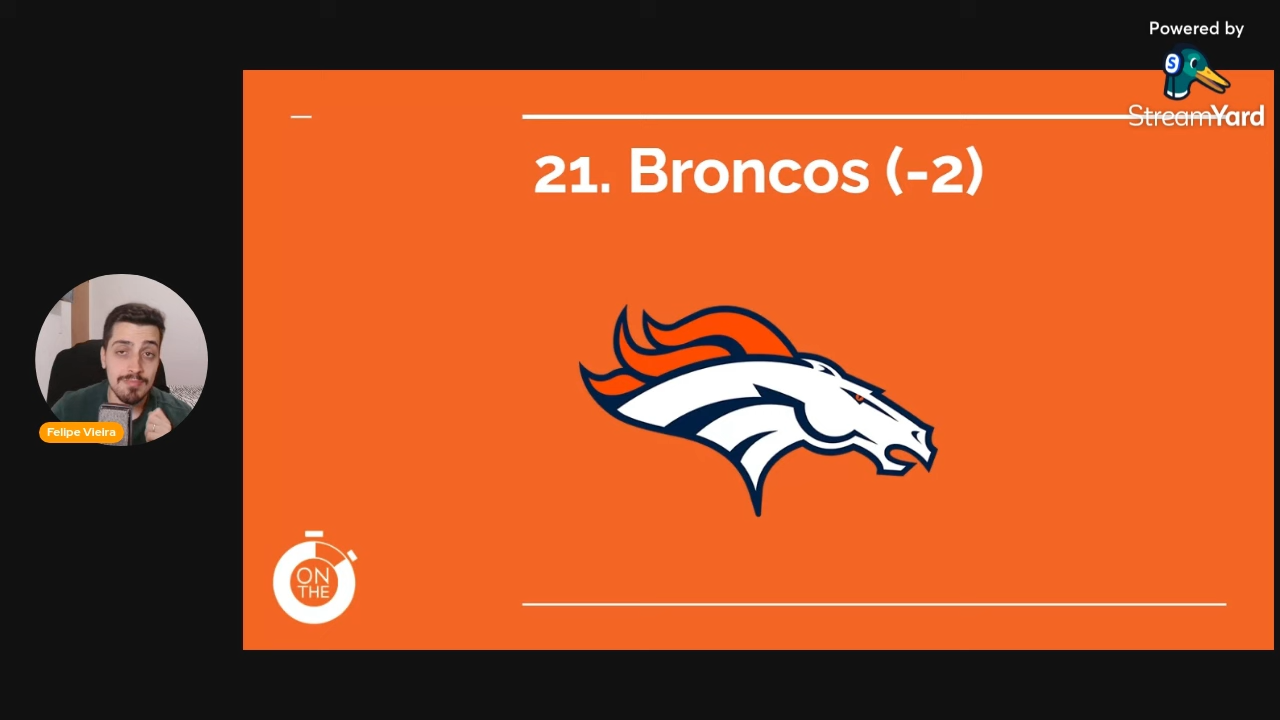 Powered by
S
StreamYard
21. Broncos (-2)
Felipe Vieira
ON
THE